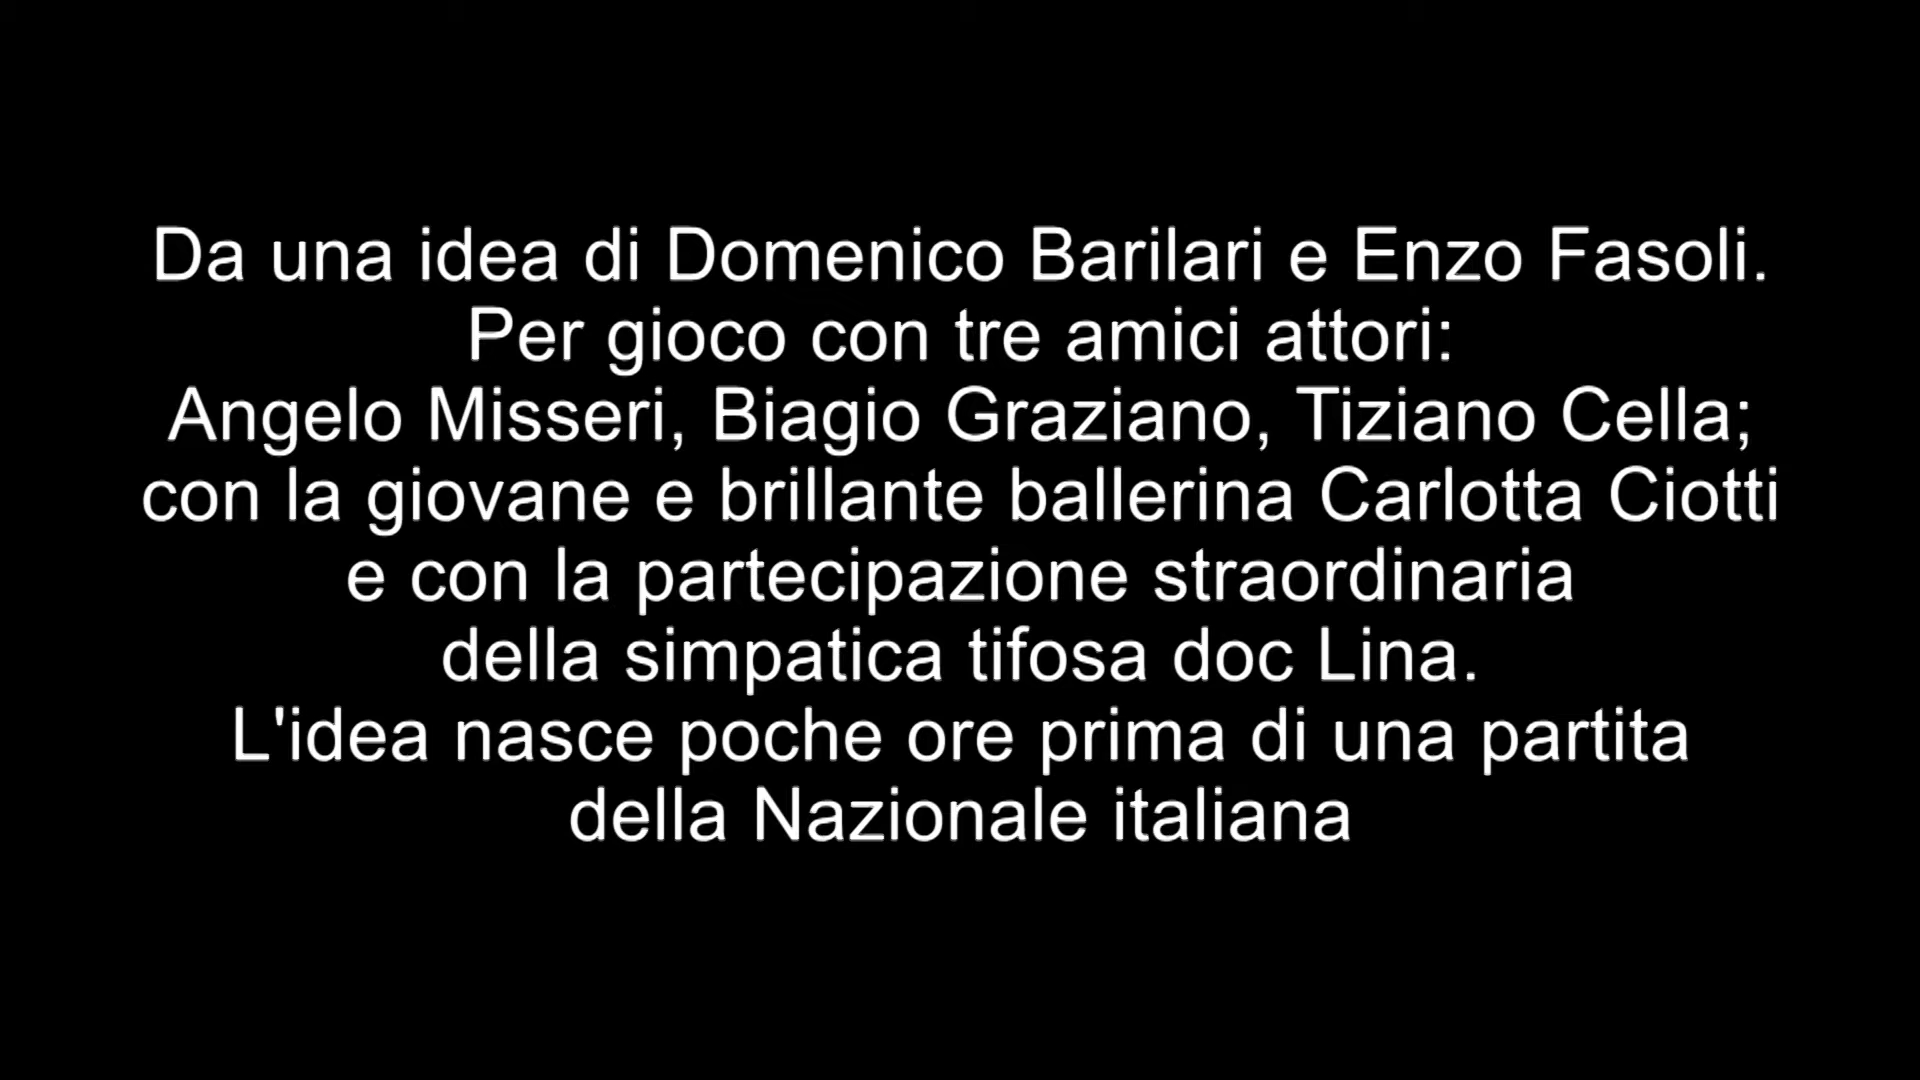 Da una idea di Domenico Barilari e Enzo Fasoli.
Per gioco con tre amici attori:
Angelo Misseri, Biagio Graziano, Tiziano Cella;
con la giovane e brillante ballerina Carlotta Ciotti
e con la partecipazione straordinaria
della simpatica tifosa doc Lina.
L'idea nasce poche ore prima di una partita
della Nazionale italiana